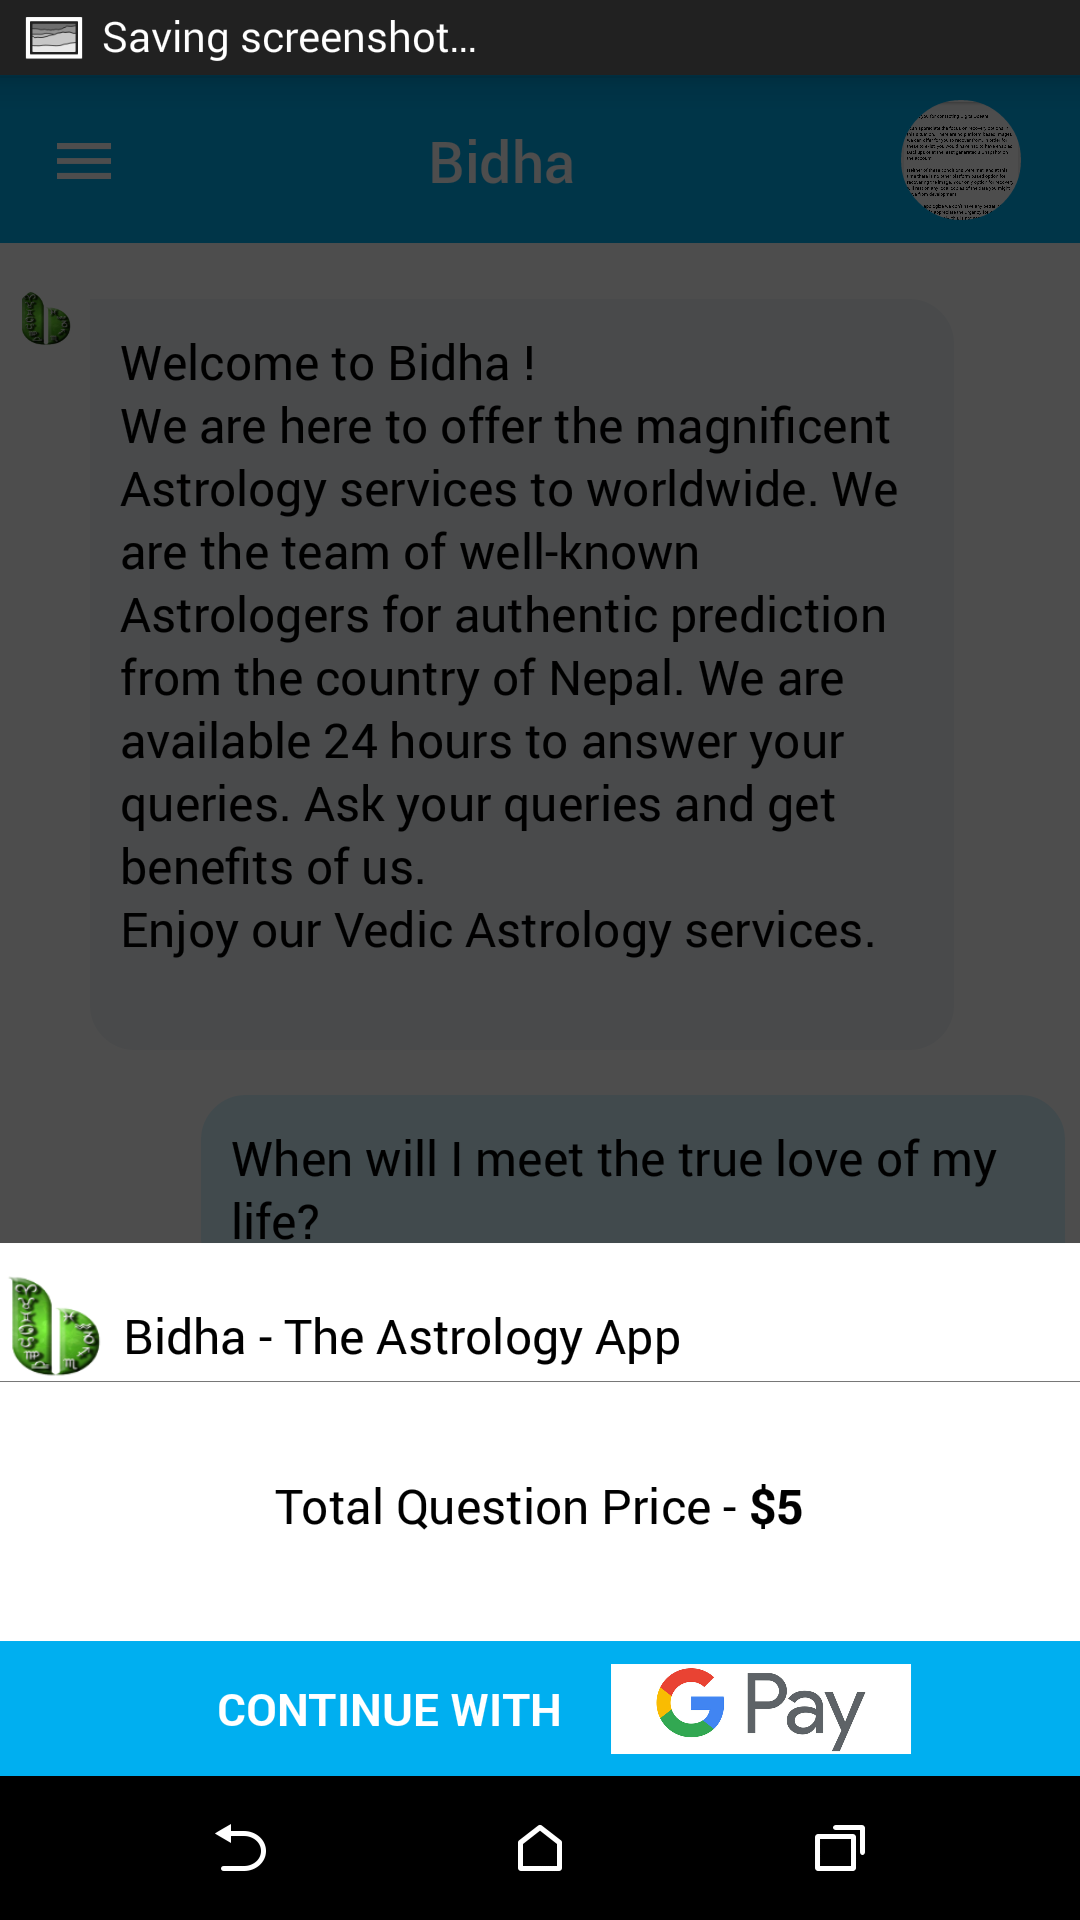 Saving screenshot...
Bidha
Welcome to Bidha !
We are here to offer the magnificent
Astrology services to worldwide. We
are the team of well-known
Astrologers for authentic prediction
from the country of Nepal. We are
available 24 hours to answer your
queries. Ask your queries and get
benefits of us.
Enjoy our Vedic Astrology services.
When will I meet the true love of my
life?
Bidha - The Astrology App
Total Question Price - $5
CONTINUE WITH G Pay